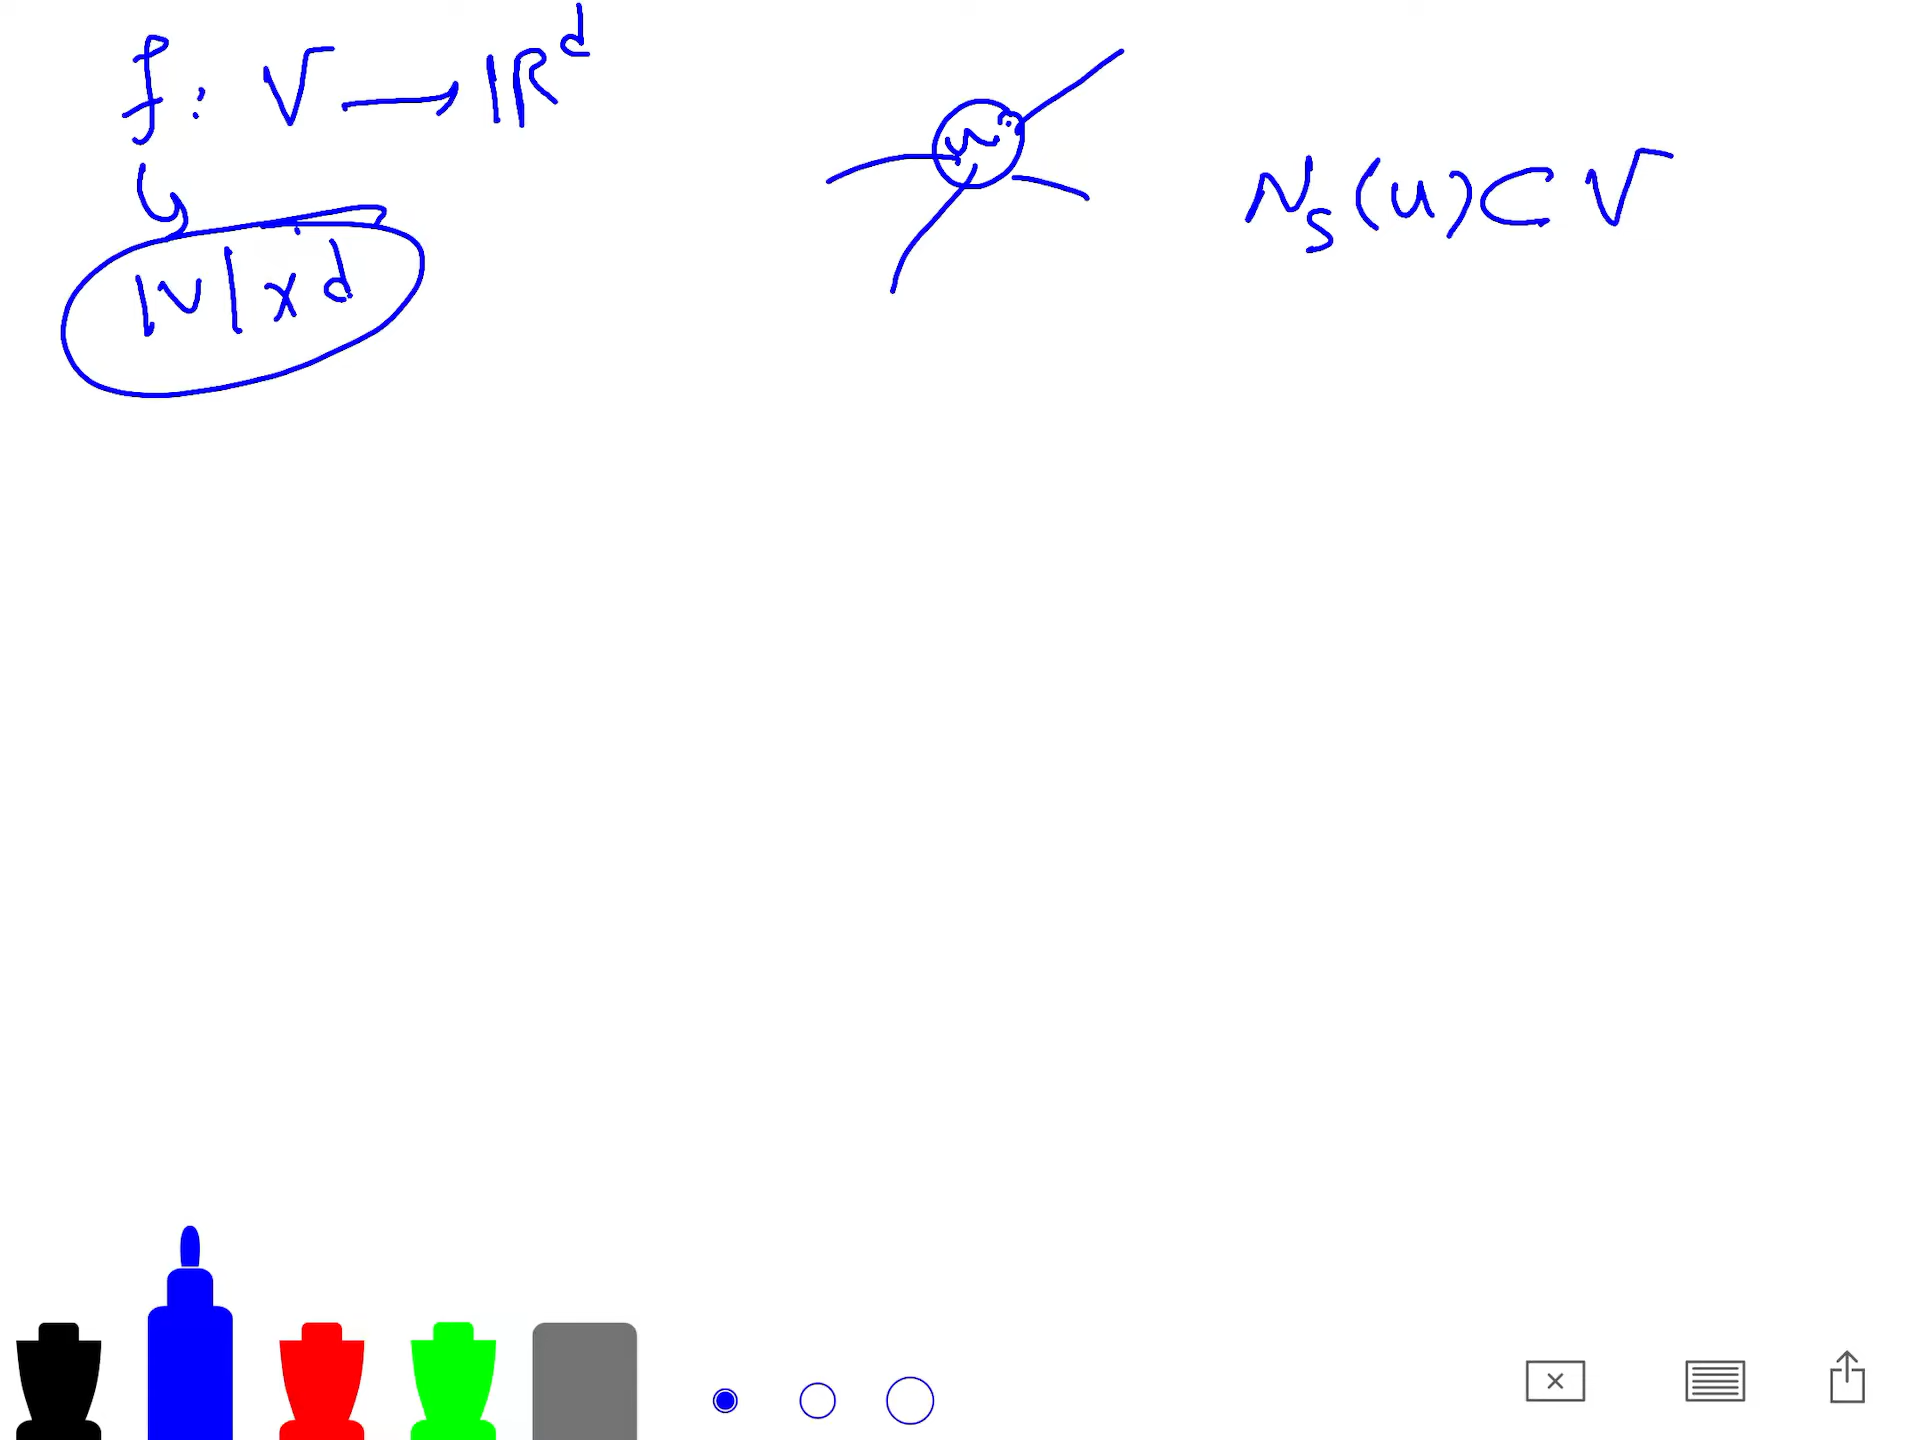 f: V → ℝ^d
|V| × d
u
N_S(u) ⊂ V